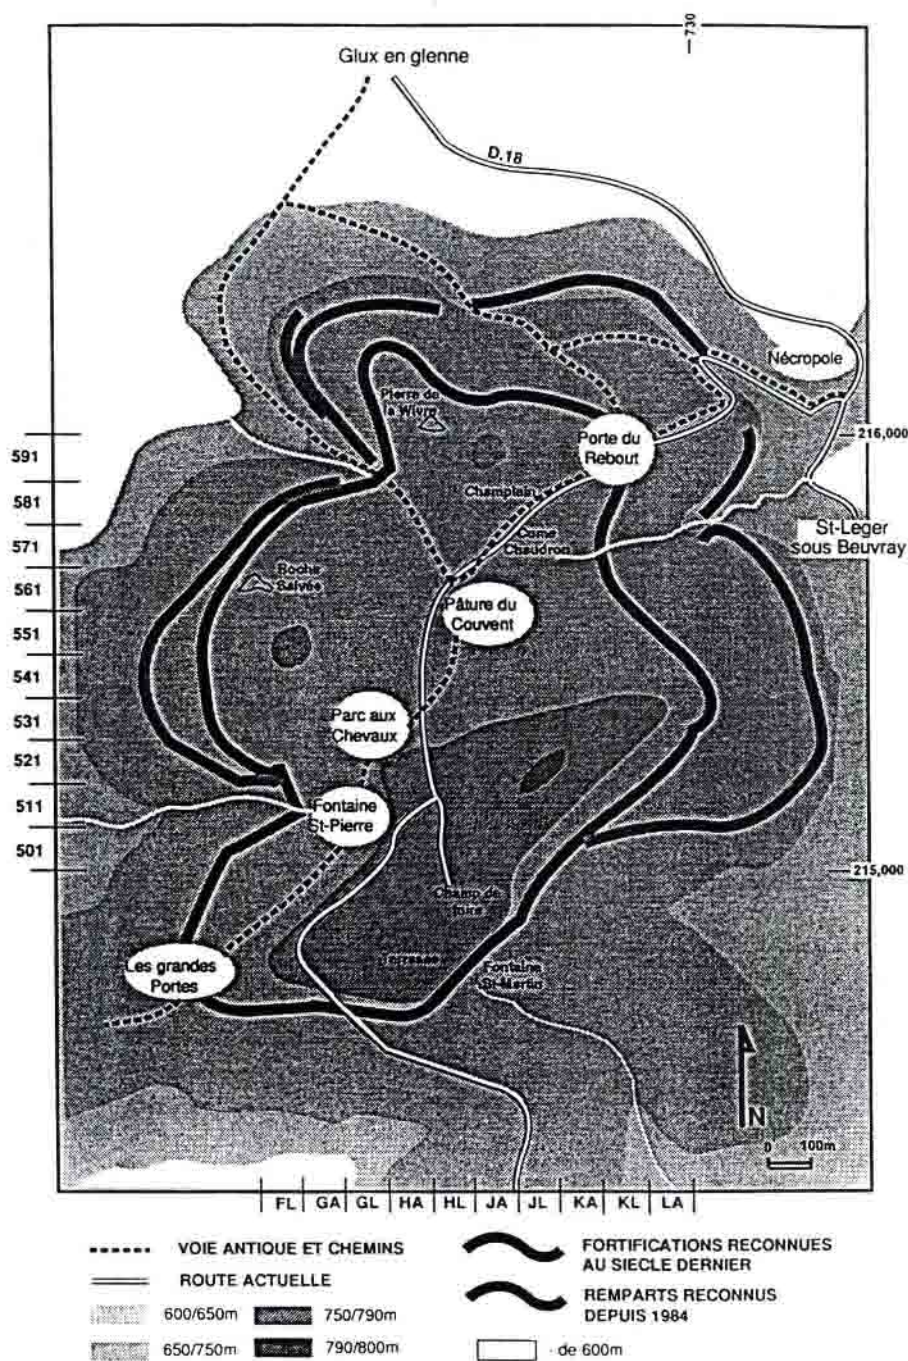 730
Glux en glenne
D.18
Nécropole
Pierre de
la Wivre
Porte du
Rebout
216,000
Champlain
Come
Chaudron
St-Leger
sous Beuvray
Roche
Salvée
Pâture du
Couvent
Parc aux
Chevaux
Fontaine
St-Pierre
215,000
Champ de
foire
Les grandes
Portes
Terrasse
Fontaine
St-Martin
N
0 100m
591
581
571
561
551
541
531
521
511
501
FL GA GL HA HL JA JL KA KL LA
VOIE ANTIQUE ET CHEMINS
ROUTE ACTUELLE
600/650m 750/790m
650/750m 790/800m
FORTIFICATIONS RECONNUES
AU SIECLE DERNIER
REMPARTS RECONNUS
DEPUIS 1984
- de 600m